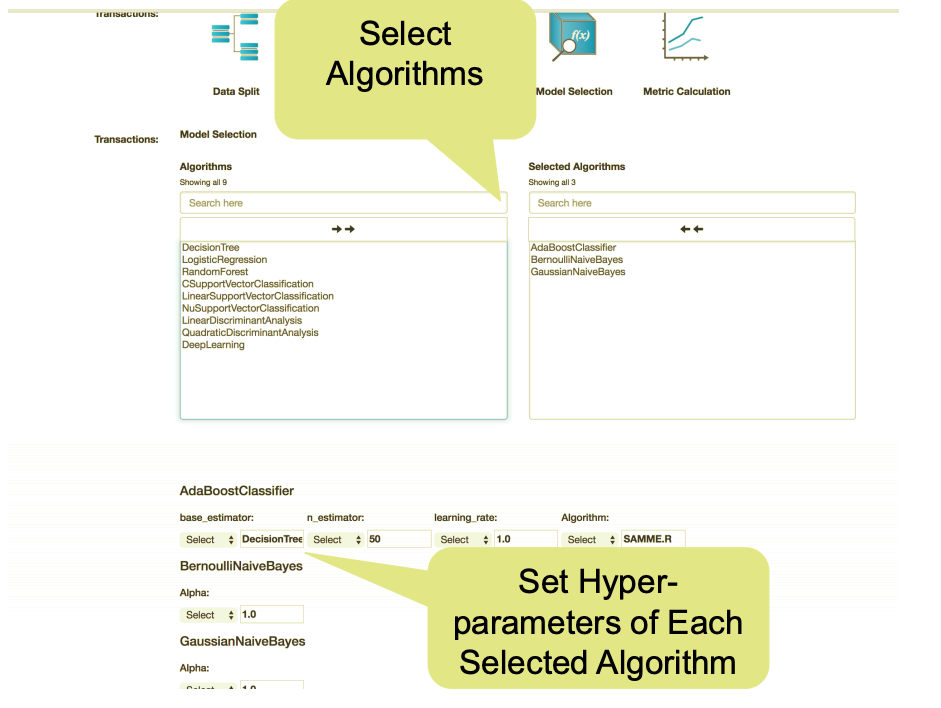 Transactions:
Select
Algorithms
f(x)
Data Split
Model Selection
Metric Calculation
Transactions:
Model Selection
Algorithms
Showing all 9
Search here
DecisionTree
LogisticRegression
RandomForest
CSupportVectorClassification
LinearSupportVectorClassification
NuSupportVectorClassification
LinearDiscriminantAnalysis
QuadraticDiscriminantAnalysis
DeepLearning
Selected Algorithms
Showing all 3
Search here
AdaBoostClassifier
BernoulliNaiveBayes
GaussianNaiveBayes
AdaBoostClassifier
base_estimator: n_estimator: learning_rate: Algorithm:
Select DecisionTree Select 50 Select 1.0 Select SAMME.R
BernoulliNaiveBayes
Alpha:
Select 1.0
GaussianNaiveBayes
Alpha:
Select 1.0
Set Hyper-
parameters of Each
Selected Algorithm